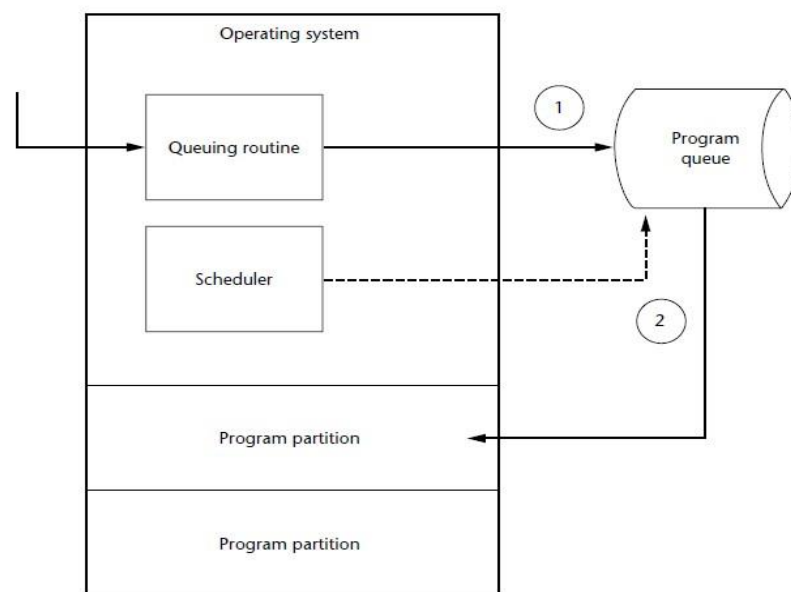 Operating system
1
Queuing routine
Program
queue
Scheduler
2
Program partition
Program partition